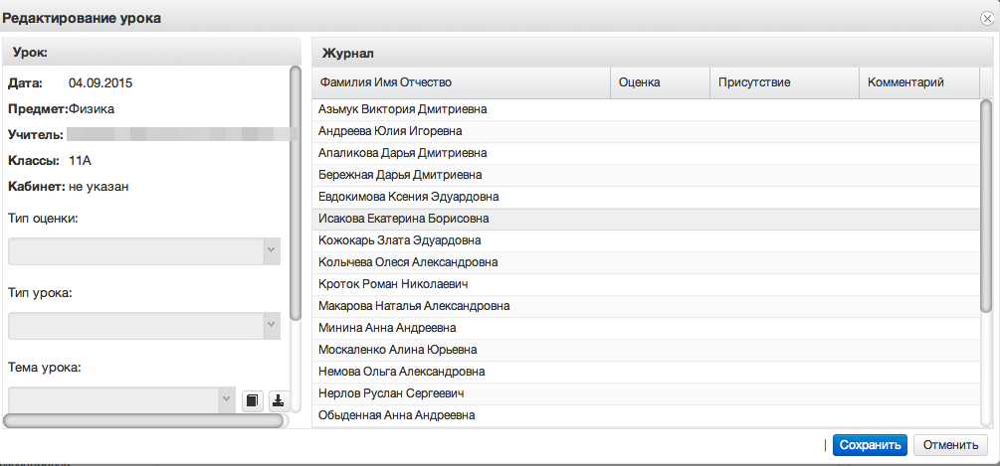 Редактирование урока
Урок:
Дата: 04.09.2015
Предмет:Физика
Учитель:
Классы: 11А
Кабинет: не указан
Тип оценки:
Тип урока:
Тема урока:
Журнал
Фамилия Имя Отчество Оценка Присутствие Комментарий
Азьмук Виктория Дмитриевна
Андреева Юлия Игоревна
Апаликова Дарья Дмитриевна
Бережная Дарья Дмитриевна
Евдокимова Ксения Эдуардовна
Исакова Екатерина Борисовна
Кожокарь Злата Эдуардовна
Колычева Олеся Александровна
Кроток Роман Николаевич
Макарова Наталья Александровна
Минина Анна Андреевна
Москаленко Алина Юрьевна
Немова Ольга Александровна
Нерлов Руслан Сергеевич
Обыденная Анна Андреевна
Сохранить Отменить